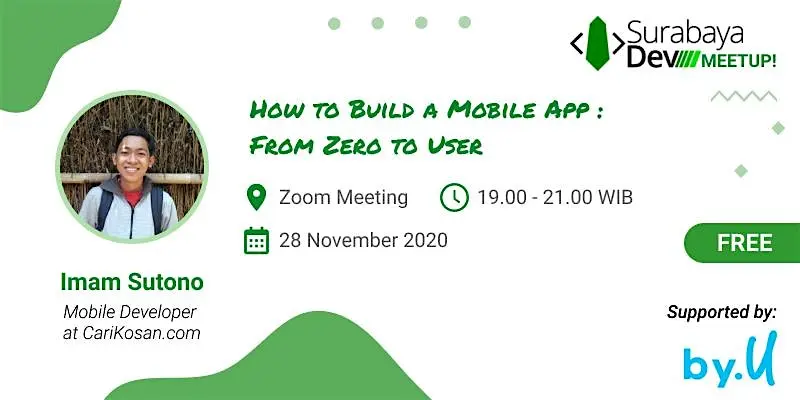 Surabaya
Dev MEETUP!
How to Build a Mobile App :
From Zero to User
Zoom Meeting
19.00 - 21.00 WIB
28 November 2020
FREE
Imam Sutono
Mobile Developer
at CariKosan.com
Supported by:
by.U